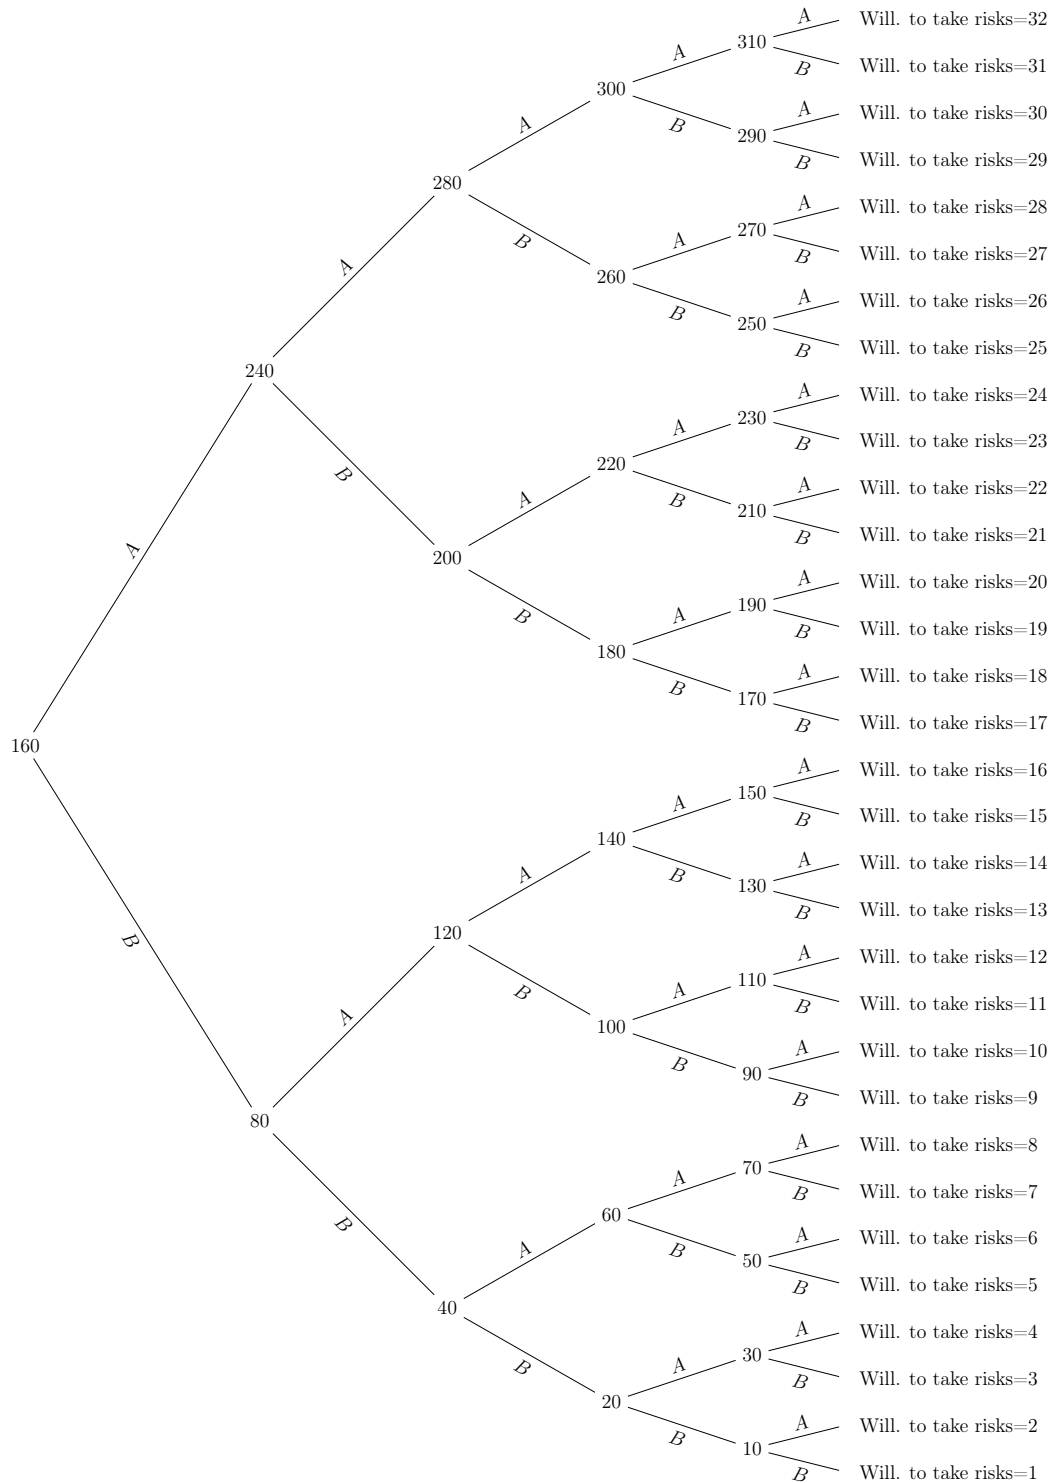 A Will. to take risks=32
310
B Will. to take risks=31
A
300
A Will. to take risks=30
B 290
B Will. to take risks=29
A
280
A Will. to take risks=28
270
B Will. to take risks=27
B A
260
A Will. to take risks=26
B 250
B Will. to take risks=25
A
240
A Will. to take risks=24
230
B Will. to take risks=23
A
220
A Will. to take risks=22
B 210
B Will. to take risks=21
B A
200
A Will. to take risks=20
190
B Will. to take risks=19
B A
180
A Will. to take risks=18
B 170
B Will. to take risks=17
A
160
A Will. to take risks=16
150
B Will. to take risks=15
A
140
A Will. to take risks=14
B 130
B Will. to take risks=13
A
120
A Will. to take risks=12
110
B Will. to take risks=11
B A
100
A Will. to take risks=10
B 90
B Will. to take risks=9
B A
80
A Will. to take risks=8
70
B Will. to take risks=7
A
60
A Will. to take risks=6
B 50
B Will. to take risks=5
B A
40
A Will. to take risks=4
30
B Will. to take risks=3
B A
20
A Will. to take risks=2
B 10
B Will. to take risks=1